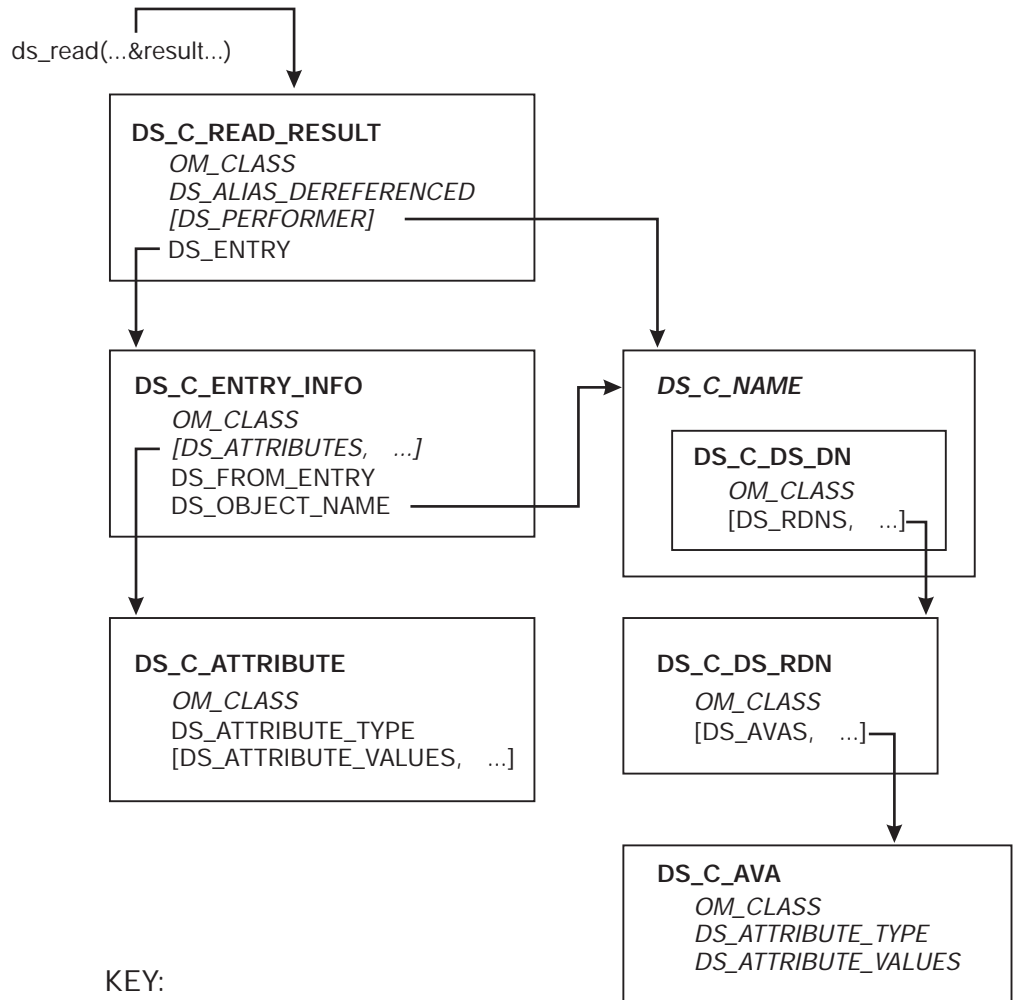 ds_read(...&result...)
DS_C_READ_RESULT
OM_CLASS
DS_ALIAS_DEREFERENCED
[DS_PERFORMER]
DS_ENTRY
DS_C_ENTRY_INFO
OM_CLASS
[DS_ATTRIBUTES, ...]
DS_FROM_ENTRY
DS_OBJECT_NAME
DS_C_NAME
DS_C_DS_DN
OM_CLASS
[DS_RDNS, ...]
DS_C_ATTRIBUTE
OM_CLASS
DS_ATTRIBUTE_TYPE
[DS_ATTRIBUTE_VALUES, ...]
DS_C_DS_RDN
OM_CLASS
[DS_AVAS, ...]
DS_C_AVA
OM_CLASS
DS_ATTRIBUTE_TYPE
DS_ATTRIBUTE_VALUES
KEY: